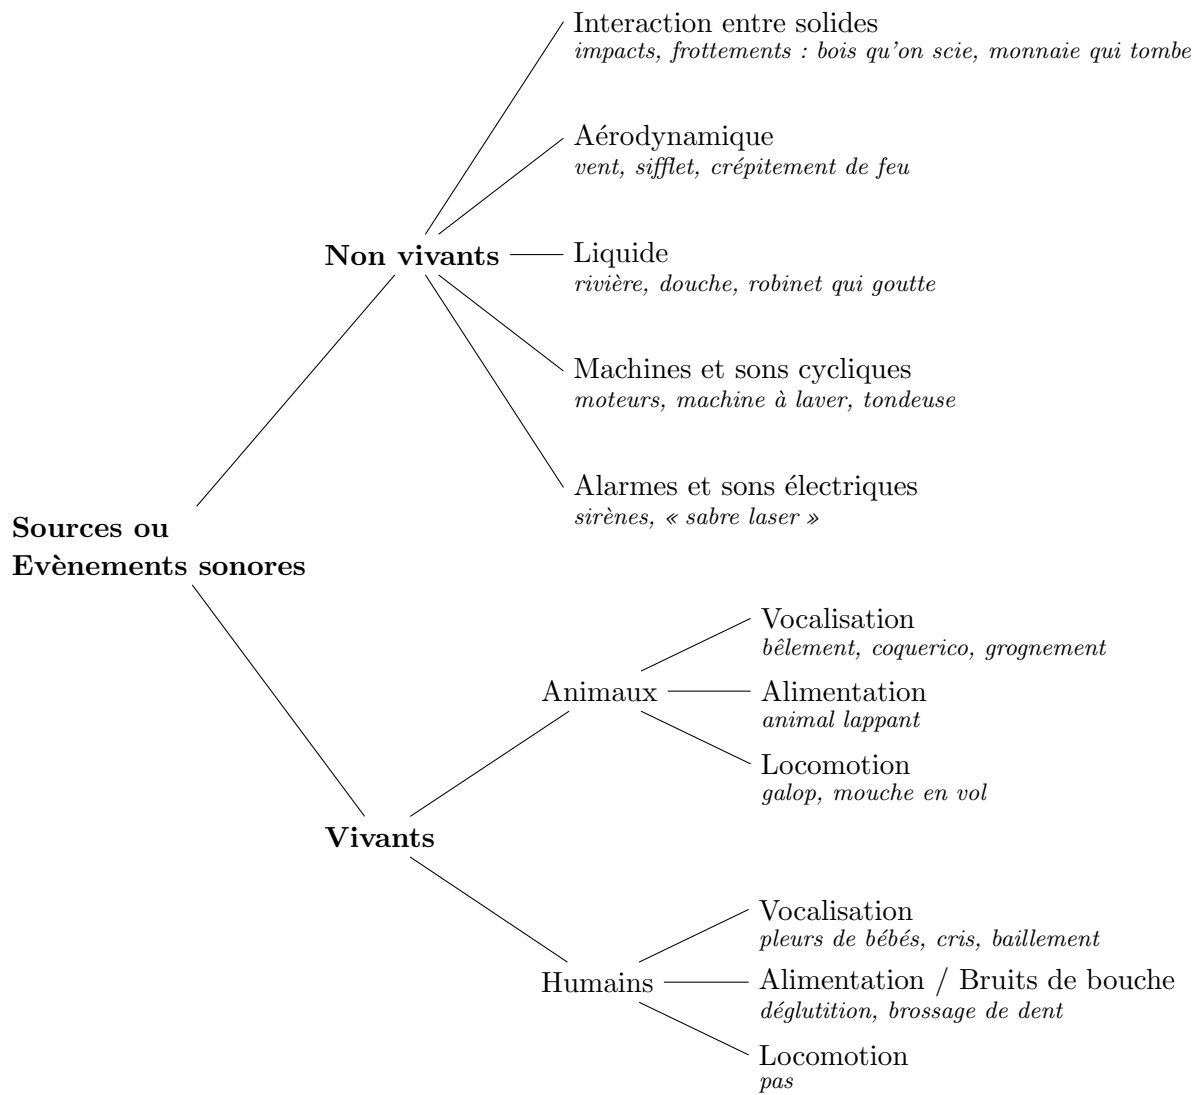 Interaction entre solides
impacts, frottements : bois qu'on scie, monnaie qui tombe
Aérodynamique
vent, sifflet, crépitement de feu
Non vivants
Liquide
rivière, douche, robinet qui goutte
Machines et sons cycliques
moteurs, machine à laver, tondeuse
Alarmes et sons électriques
sirènes, « sabre laser »
Sources ou
Evènements sonores
Vocalisation
bêlement, coquerico, grognement
Animaux
Alimentation
animal lappant
Locomotion
galop, mouche en vol
Vivants
Vocalisation
pleurs de bébés, cris, baillement
Humains
Alimentation / Bruits de bouche
déglutition, brossage de dent
Locomotion
pas